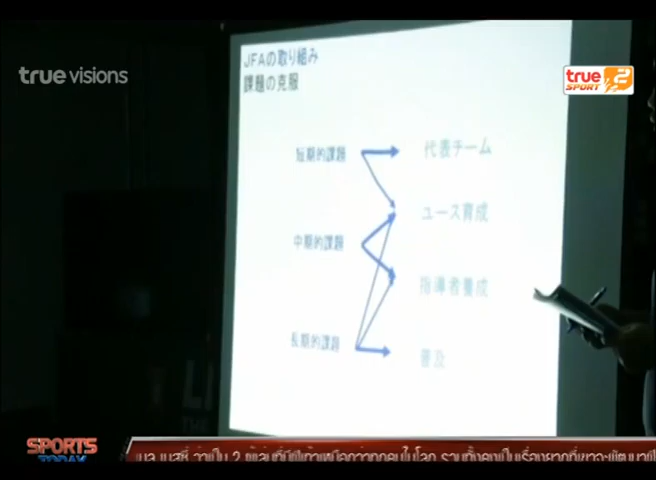 true visions
true 2
SPORT
JFAの取り組み
課題の克服
短期的課題
代表チーム
ユース育成
中期的課題
指導者養成
長期的課題
普及
SPORTS
TODAY